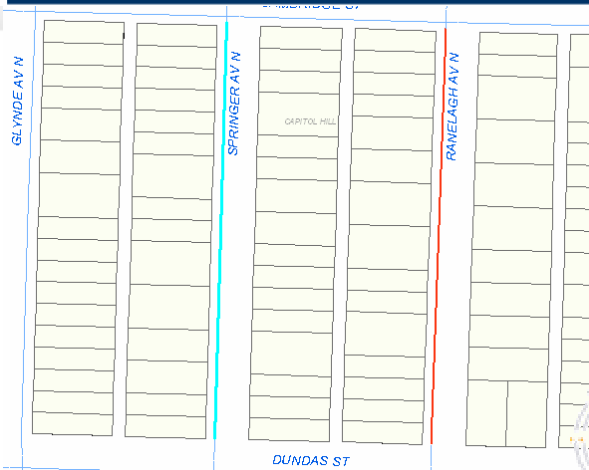 GLYNDE AV N
SPRINGER AV N
CAPITOL HILL
RANELAGH AV N
DUNDAS ST